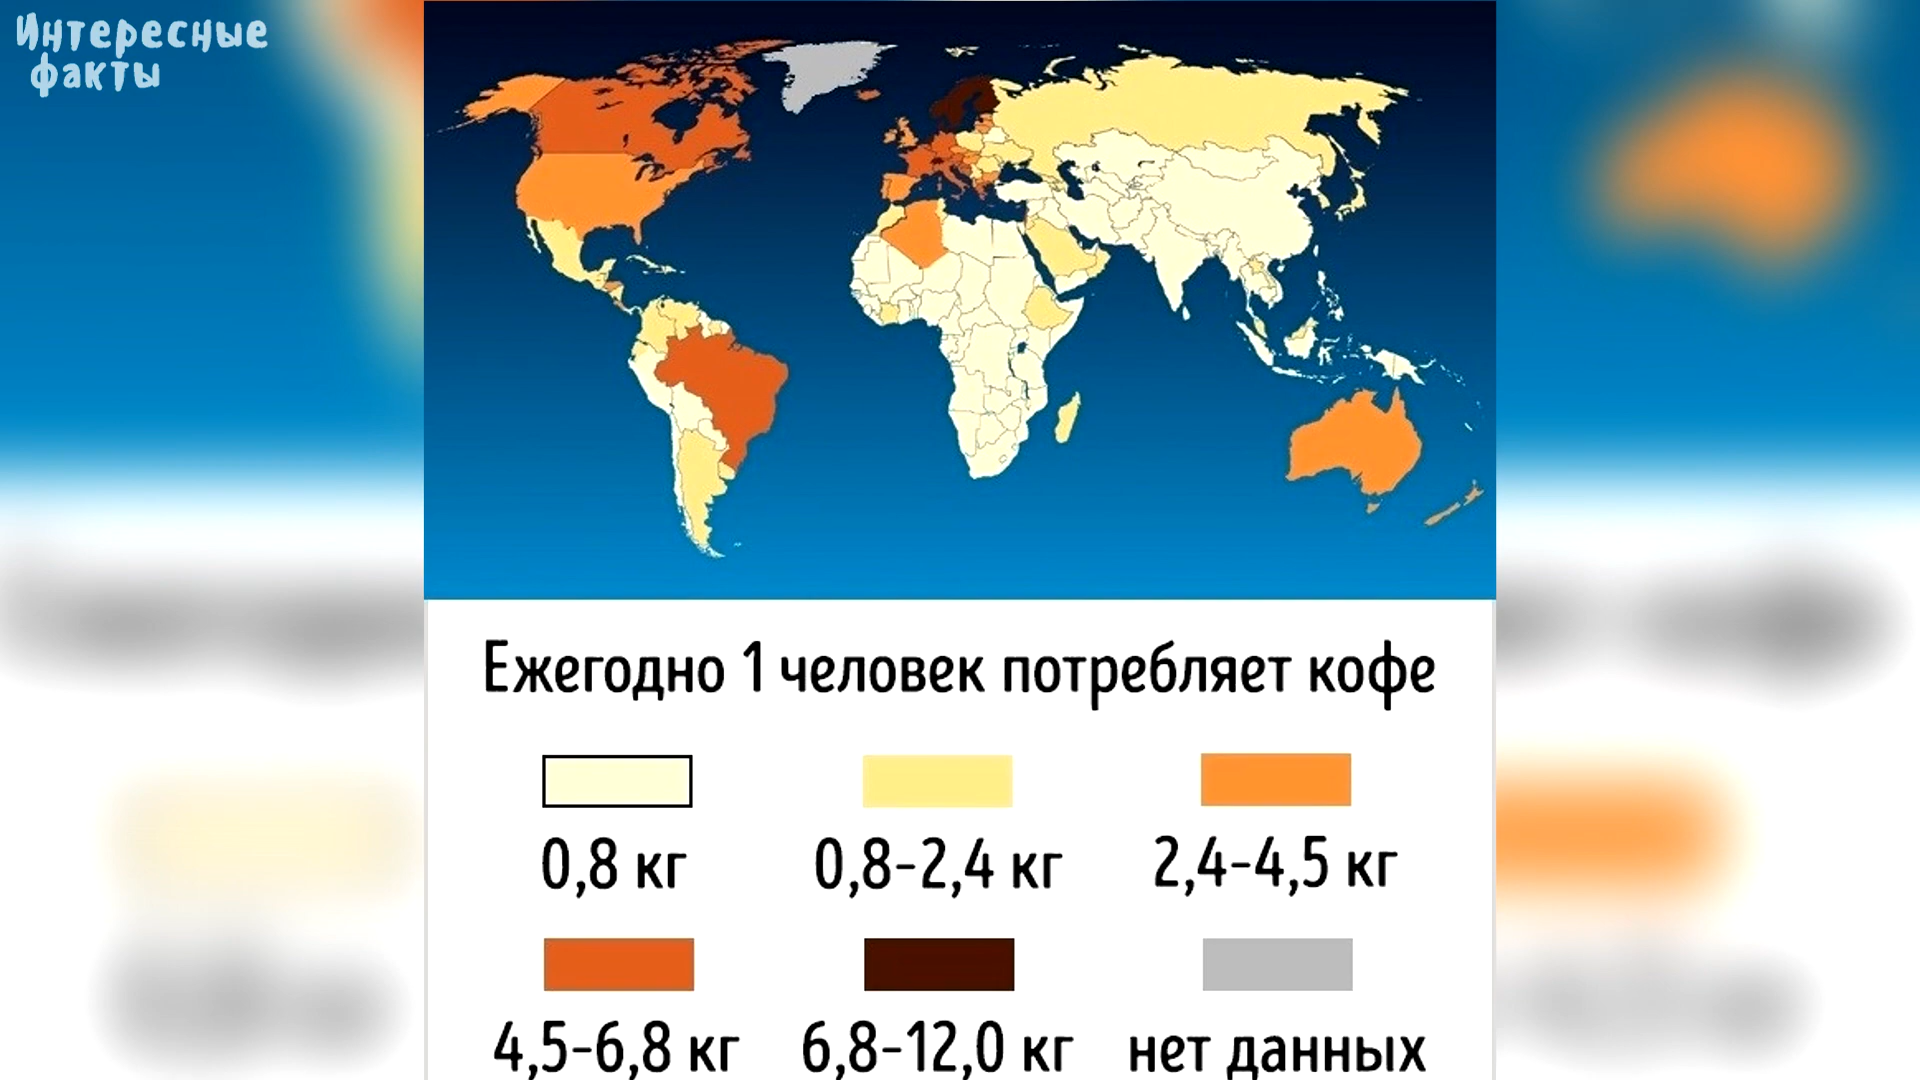 Интересные
факты
Ежегодно 1 человек потребляет кофе
0,8 кг
0,8-2,4 кг
2,4-4,5 кг
4,5-6,8 кг
6,8-12,0 кг
нет данных